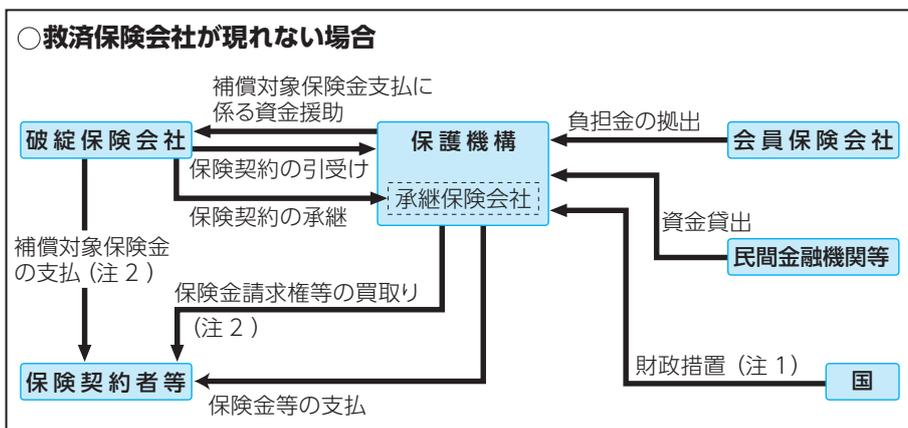 ○救済保険会社が現れない場合
補償対象保険金支払に
係る資金援助
破綻保険会社
保護機構
負担金の拠出
会員保険会社
保険契約の引受け
承継保険会社
保険契約の承継
資金貸出
民間金融機関等
補償対象保険金
の支払（注２）
保険金請求権等の買取り
（注２）
財政措置（注１）
国
保険契約者等
保険金等の支払